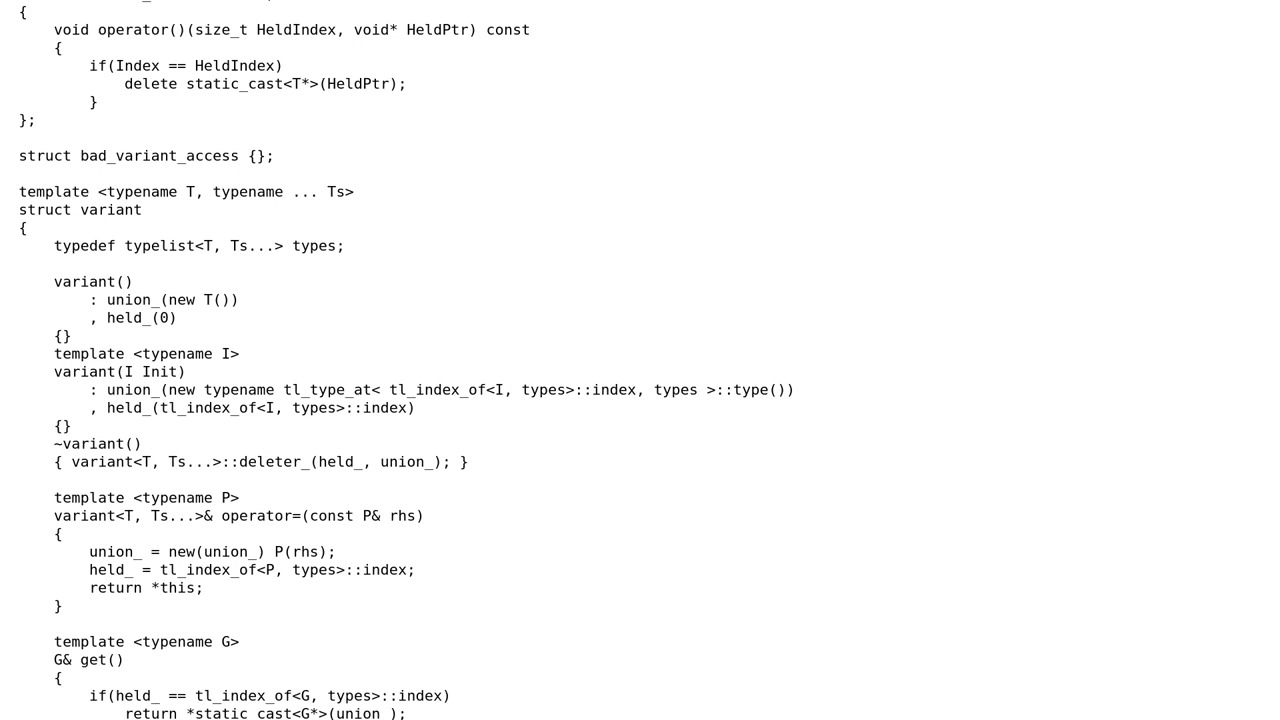 {
    void operator()(size_t HeldIndex, void* HeldPtr) const
    {
        if(Index == HeldIndex)
            delete static_cast<T*>(HeldPtr);
        }
};

struct bad_variant_access {};

template <typename T, typename ... Ts>
struct variant
{
    typedef typelist<T, Ts...> types;

    variant()
        : union_(new T())
        , held_(0)
    {}
    template <typename I>
    variant(I Init)
        : union_(new typename tl_type_at< tl_index_of<I, types>::index, types >::type())
        , held_(tl_index_of<I, types>::index)
    {}
    ~variant()
    { variant<T, Ts...>::deleter_(held_, union_); }

    template <typename P>
    variant<T, Ts...>& operator=(const P& rhs)
    {
        union_ = new(union_) P(rhs);
        held_ = tl_index_of<P, types>::index;
        return *this;
    }

    template <typename G>
    G& get()
    {
        if(held_ == tl_index_of<G, types>::index)
            return *static_cast<G*>(union_);